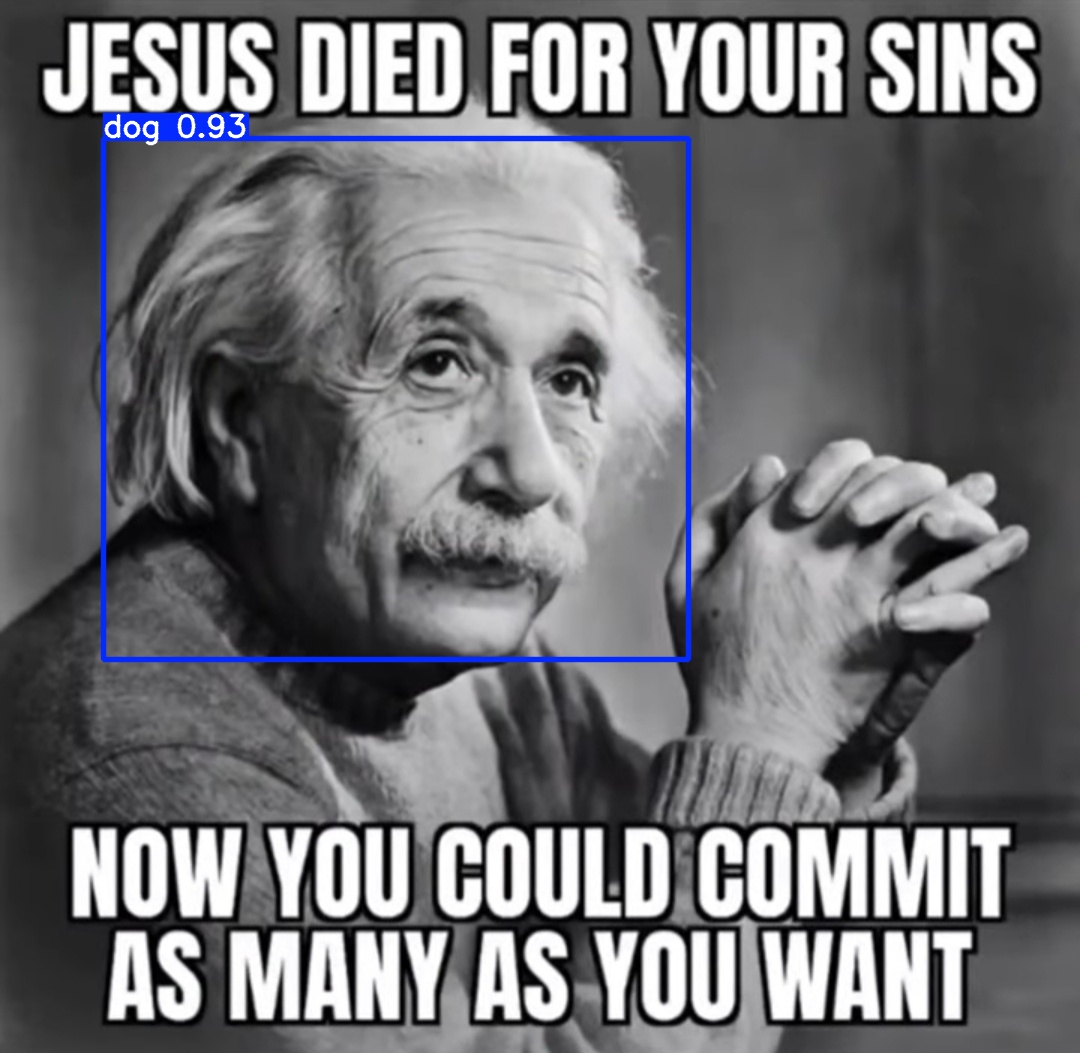 JESUS DIED FOR YOUR SINS
dog 0.93
NOW YOU COULD COMMIT
AS MANY AS YOU WANT